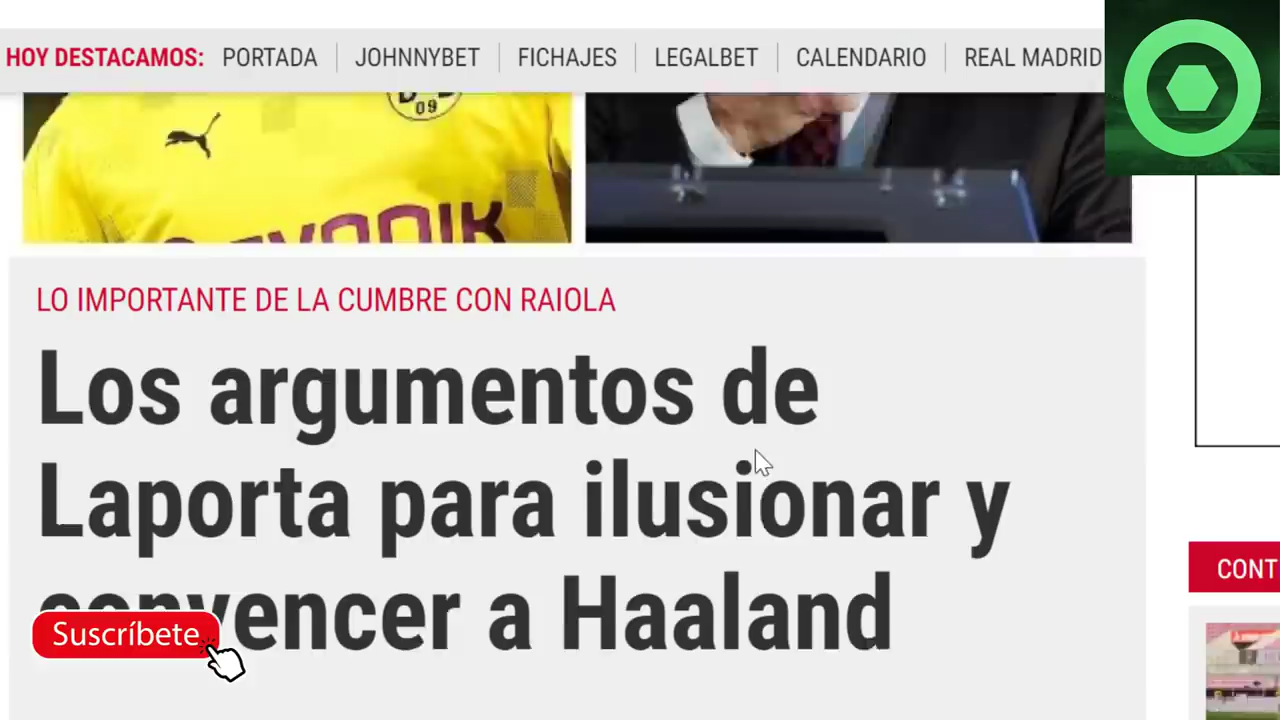 HOY DESTACAMOS: PORTADA JOHNNYBET FICHAJES LEGALBET CALENDARIO REAL MADRID
09
LO IMPORTANTE DE LA CUMBRE CON RAIOLA
Los argumentos de
Laporta para ilusionar y
convencer a Haaland
Suscríbete
CONT